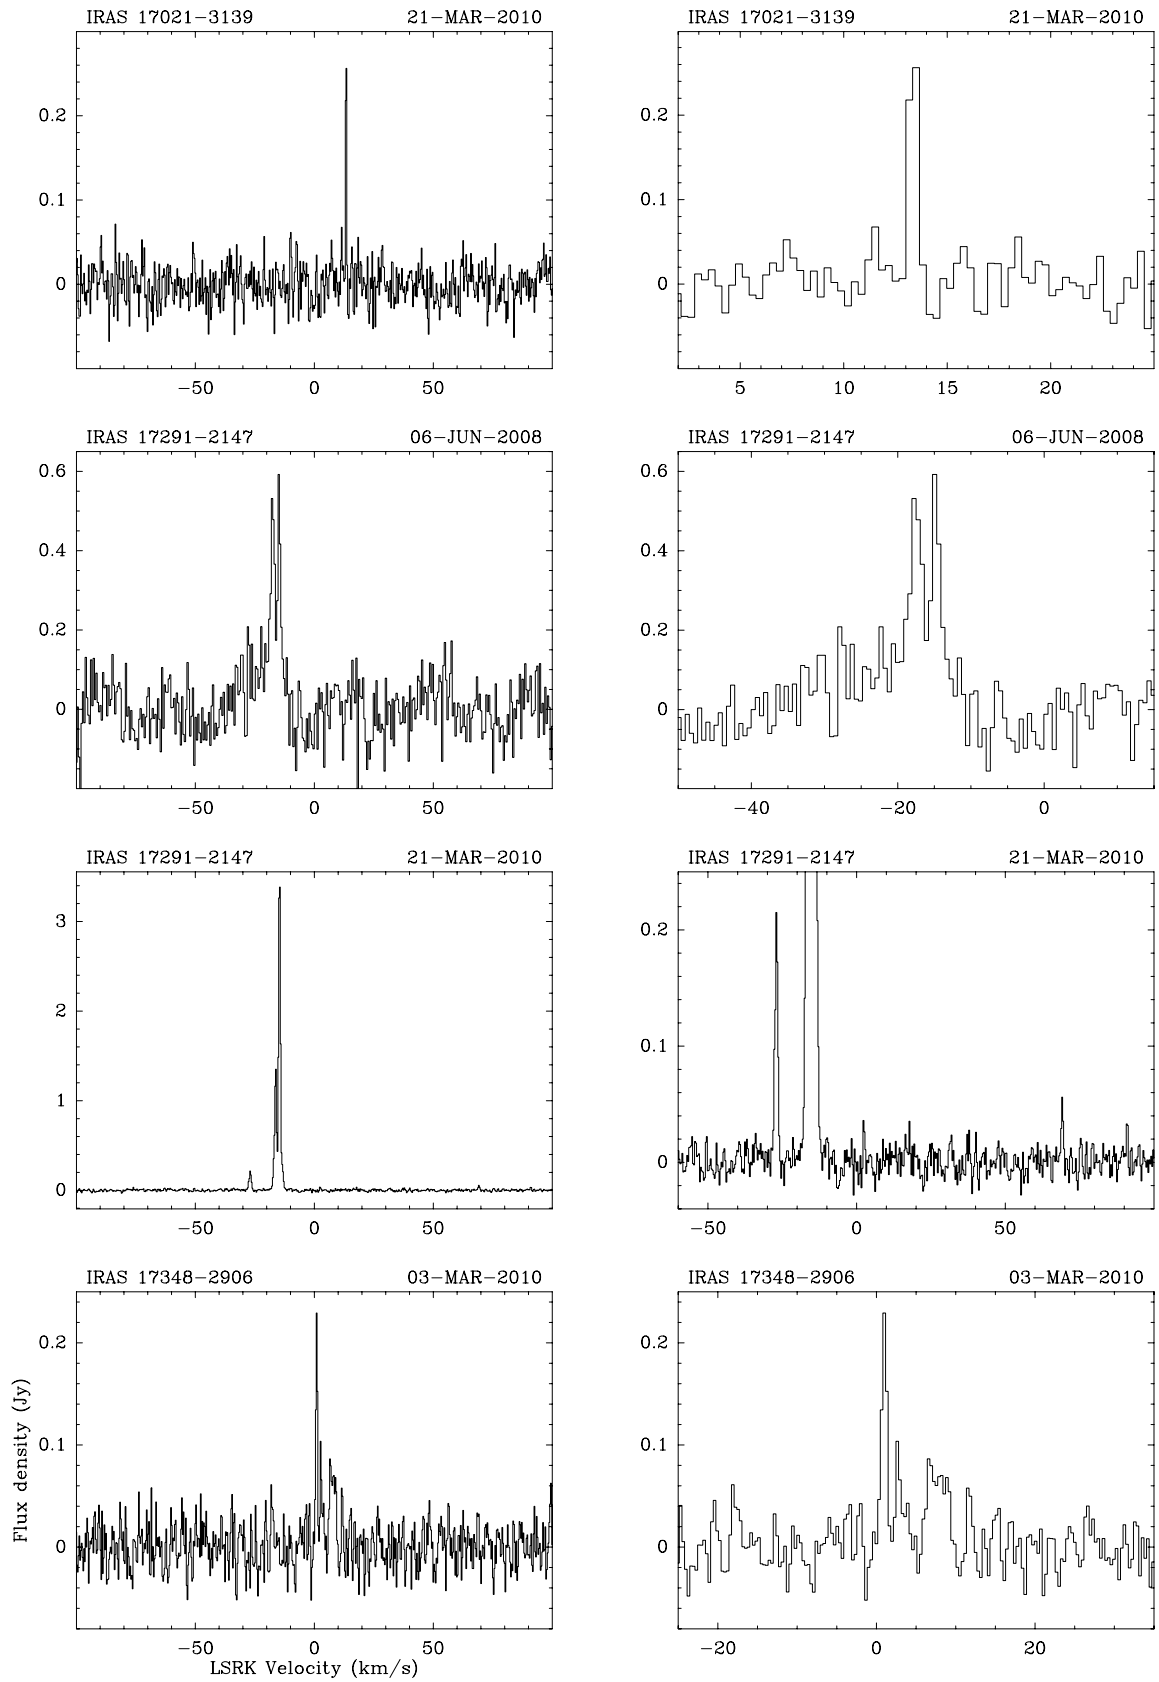 IRAS 17021−3139 21−MAR−2010 IRAS 17021−3139 21−MAR−2010
0.2 0.2
0.1 0.1
0 0
−50 0 50 5 10 15 20
IRAS 17291−2147 06−JUN−2008 IRAS 17291−2147 06−JUN−2008
0.6 0.6
0.4 0.4
0.2 0.2
0 0
−50 0 50 −40 −20 0
IRAS 17291−2147 21−MAR−2010 IRAS 17291−2147 21−MAR−2010
3 0.2
2
1 0.1
0 0
−50 0 50 −50 0 50
IRAS 17348−2906 03−MAR−2010 IRAS 17348−2906 03−MAR−2010
0.2 0.2
0.1 0.1
0 0
Flux density (Jy)
−50 0 50 −20 0 20
LSRK Velocity (km/s)